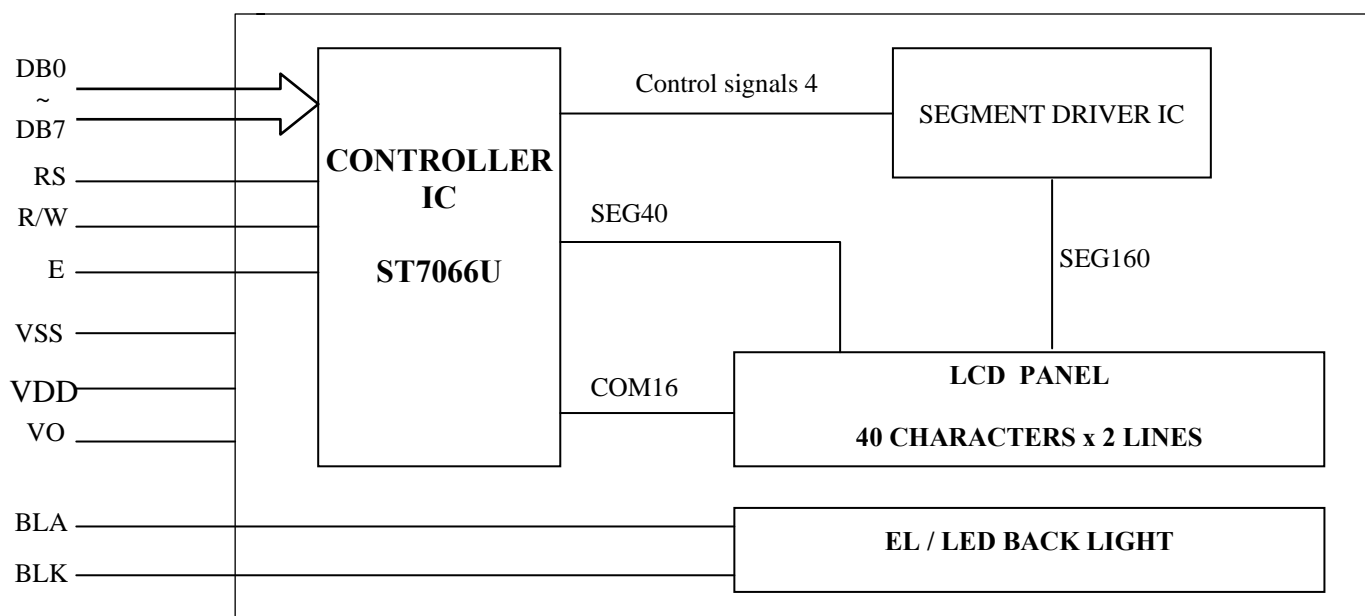 DB0
~
DB7
RS
R/W
E
VSS
VDD
VO
BLA
BLK
CONTROLLER
IC
ST7066U
Control signals 4
SEG40
COM16
SEGMENT DRIVER IC
SEG160
LCD PANEL
40 CHARACTERS x 2 LINES
EL / LED BACK LIGHT